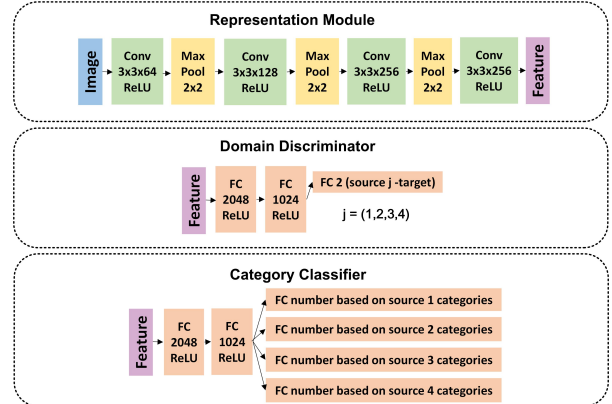 Representation Module
Image
Conv
3x3x64
ReLU
Max
Pool
2x2
Conv
3x3x128
ReLU
Max
Pool
2x2
Conv
3x3x256
ReLU
Max
Pool
2x2
Conv
3x3x256
ReLU
Feature
Domain Discriminator
Feature
FC
2048
ReLU
FC
1024
ReLU
FC 2 (source j -target)
j = (1,2,3,4)
Category Classifier
Feature
FC
2048
ReLU
FC
1024
ReLU
FC number based on source 1 categories
FC number based on source 2 categories
FC number based on source 3 categories
FC number based on source 4 categories